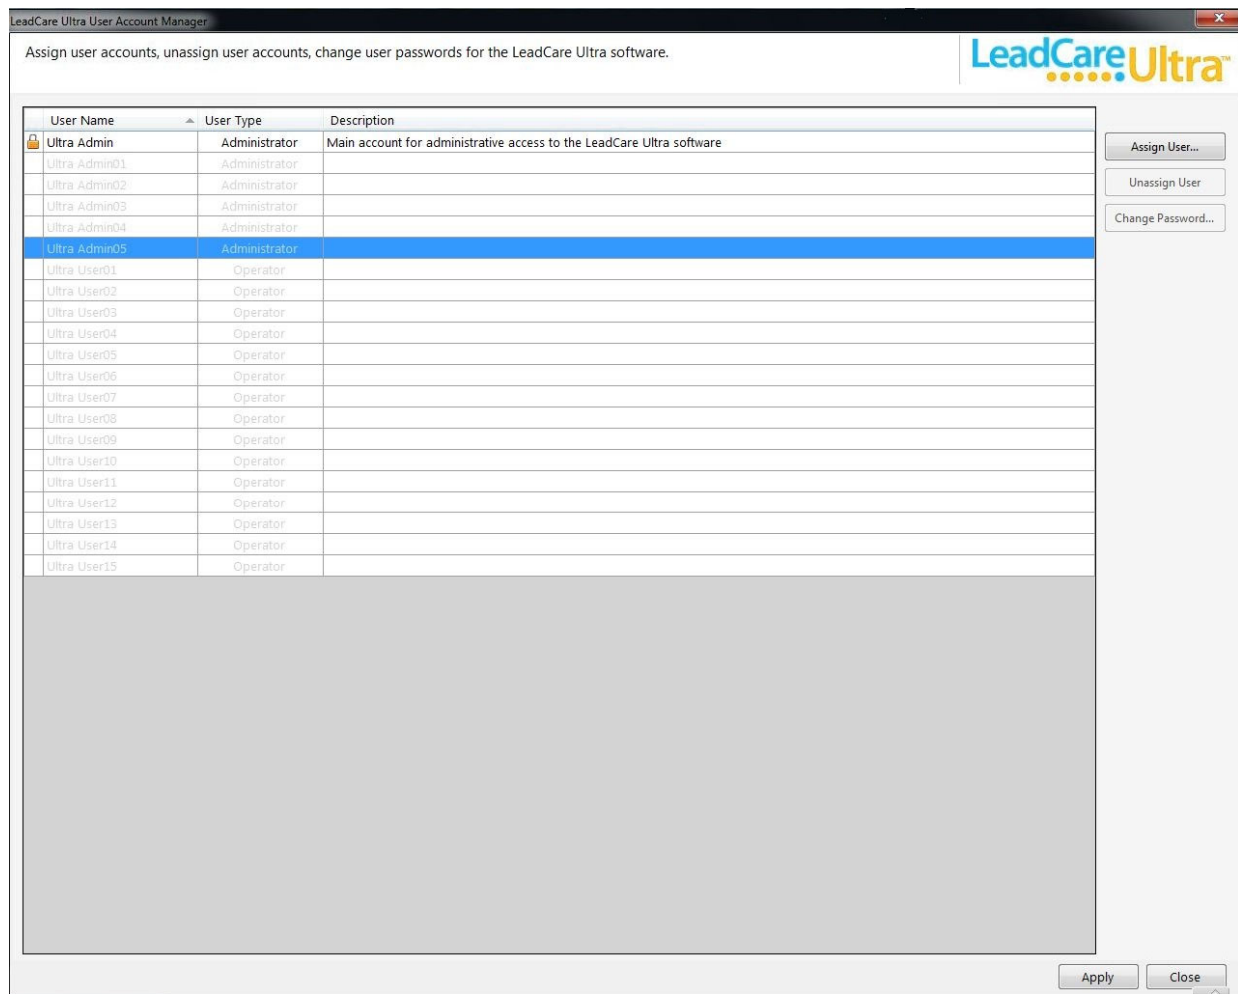 LeadCare Ultra User Account Manager
Assign user accounts, unassign user accounts, change user passwords for the LeadCare Ultra software.
LeadCare Ultra™
User Name User Type Description
Ultra Admin Administrator Main account for administrative access to the LeadCare Ultra software
Ultra Admin01 Administrator
Ultra Admin02 Administrator
Ultra Admin03 Administrator
Ultra Admin04 Administrator
Ultra Admin05 Administrator
Ultra User01 Operator
Ultra User02 Operator
Ultra User03 Operator
Ultra User04 Operator
Ultra User05 Operator
Ultra User06 Operator
Ultra User07 Operator
Ultra User08 Operator
Ultra User09 Operator
Ultra User10 Operator
Ultra User11 Operator
Ultra User12 Operator
Ultra User13 Operator
Ultra User14 Operator
Ultra User15 Operator
Assign User...
Unassign User
Change Password...
Apply Close